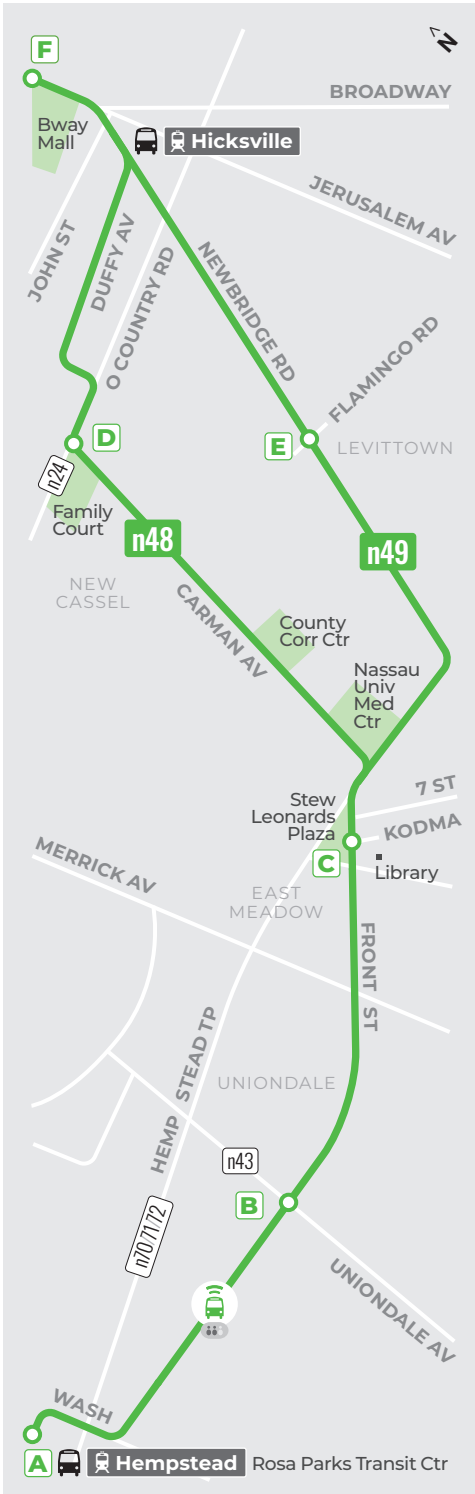 N
F
BROADWAY
Bway
Mall
Hicksville
JERUSALEM AV
JOHN ST
DUFFY AV
O COUNTRY RD
NEWBRIDGE RD
FLAMINGO RD
D
E
LEVITTOWN
n24
Family
Court
n48
n49
NEW
CASSEL
CARMAN AV
County
Corr Ctr
Nassau
Univ
Med
Ctr
7 ST
Stew
Leonards
Plaza
KODMA
C
Library
MERRICK AV
EAST
MEADOW
FRONT ST
HEMPSTEAD TP
UNIONDALE
n43
B
n70/71/72
UNIONDALE AV
WASH
A
Hempstead
Rosa Parks Transit Ctr